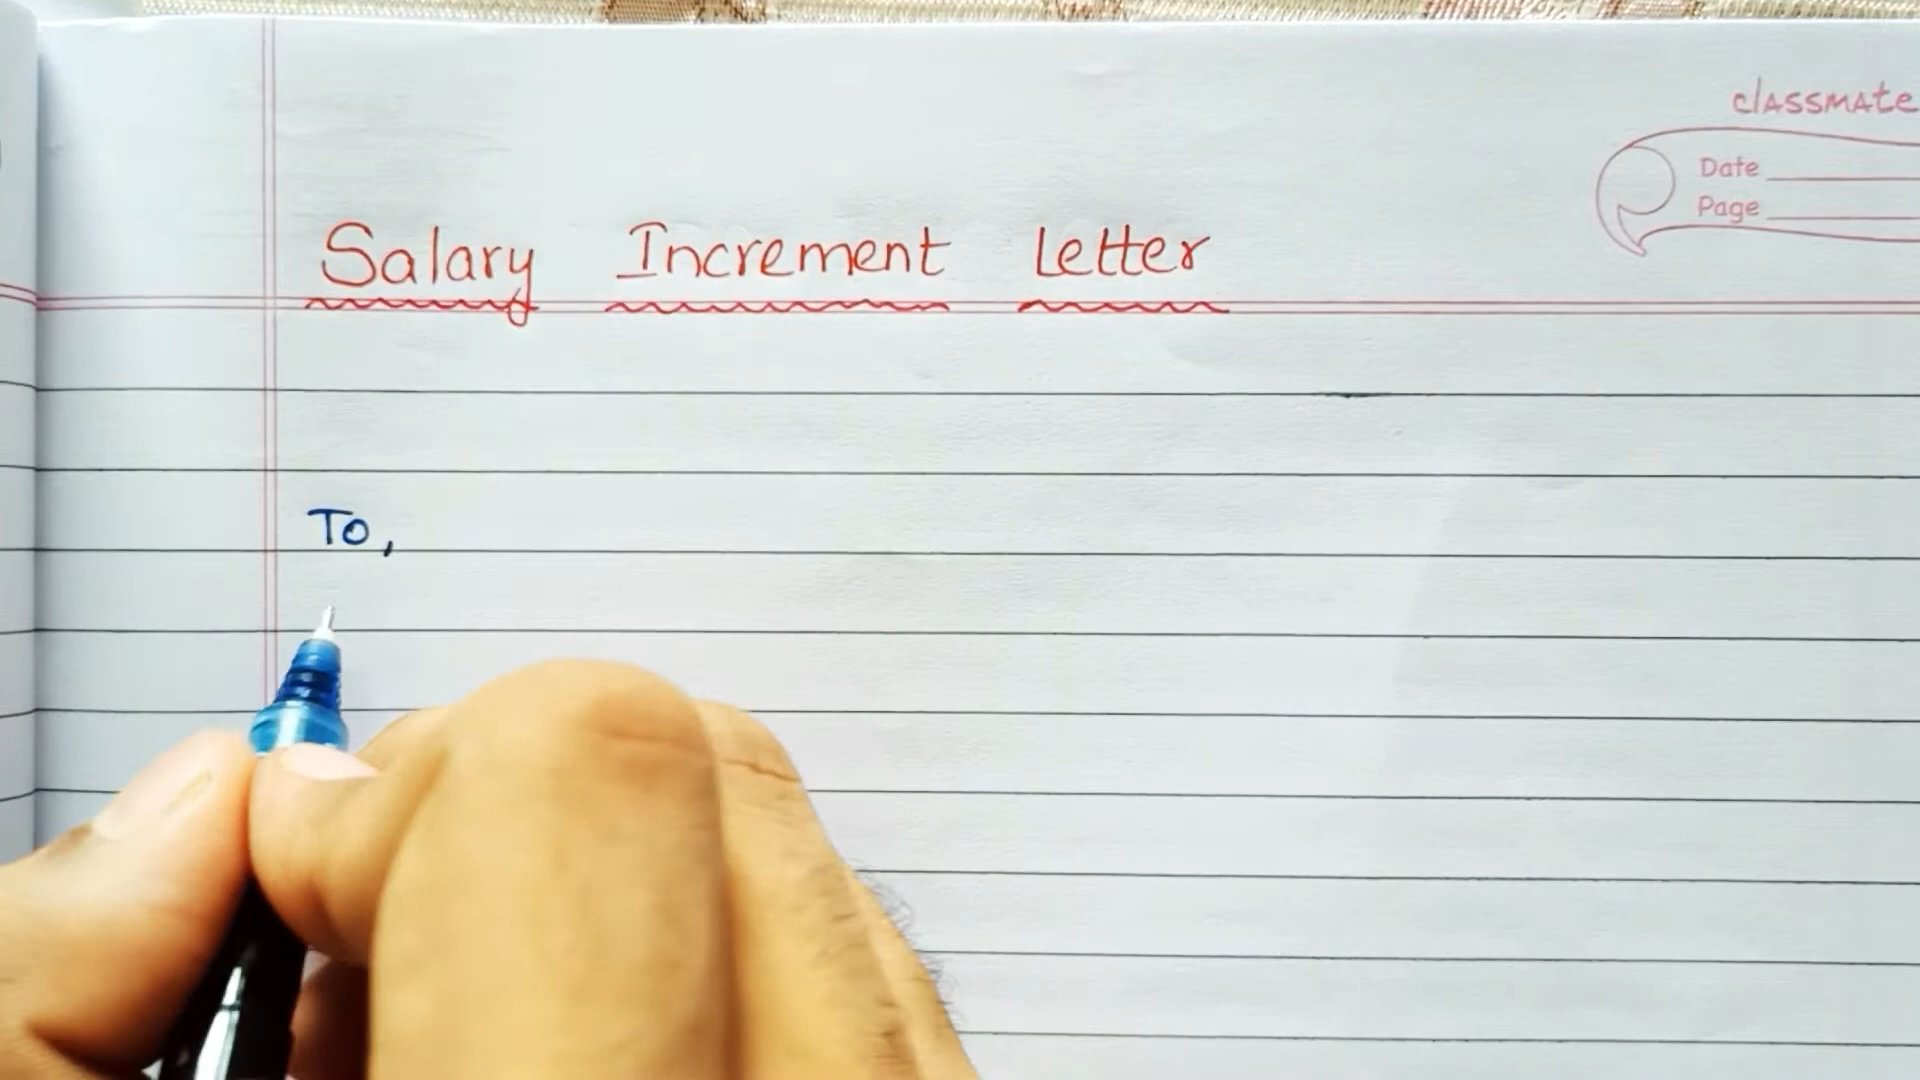 classmate
Date
Page
Salary Increment Letter
To,